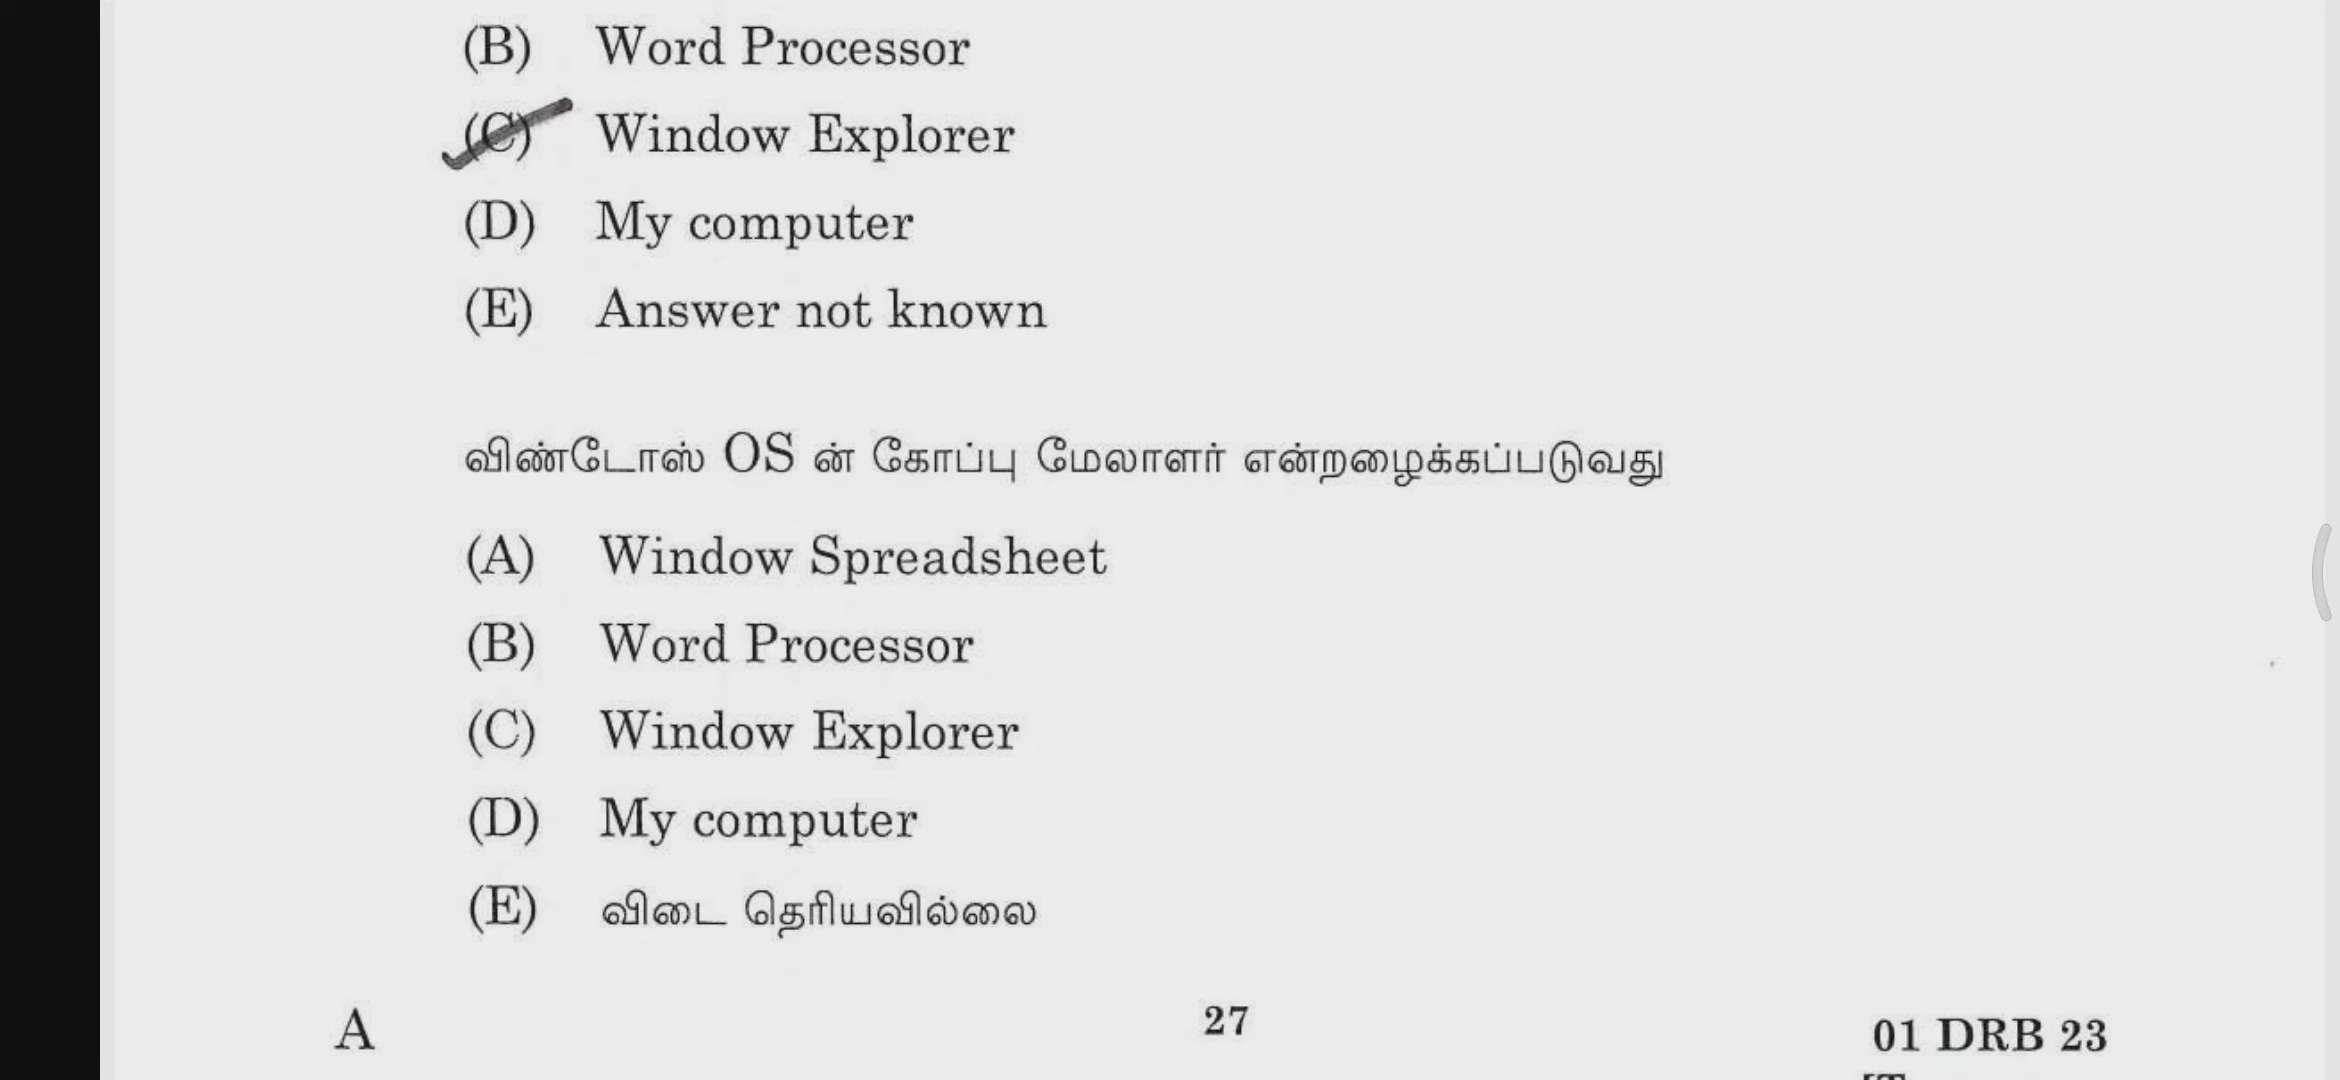 (B) Word Processor
(C) Window Explorer
(D) My computer
(E) Answer not known
விண்டோஸ் OS ன் கோப்பு மேலாளர் என்றழைக்கப்படுவது
(A) Window Spreadsheet
(B) Word Processor
(C) Window Explorer
(D) My computer
(E) விடை தெரியவில்லை
A 27 01 DRB 23